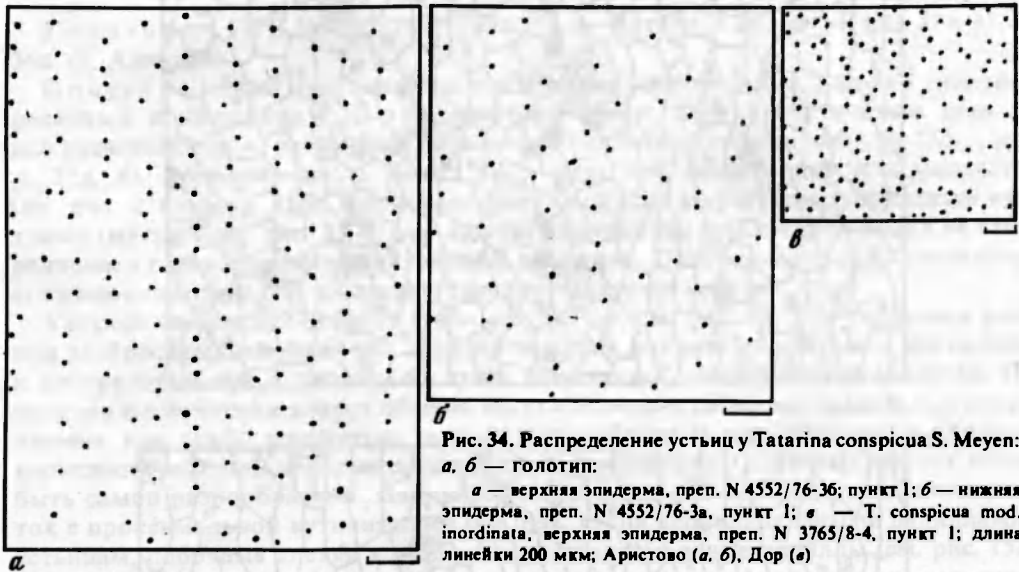 а
б
в
Рис. 34. Распределение устьиц у Tatarina conspicua S. Meyen:
а, б — голотип:
а — верхняя эпидерма, преп. N 4552/76-3б; пункт 1; б — нижняя
эпидерма, преп. N 4552/76-3а, пункт 1; в — T. conspicua mod.
inordinata, верхняя эпидерма, преп. N 3765/8-4, пункт 1; длина
линейки 200 мкм; Аристово (а, б), Дор (в)